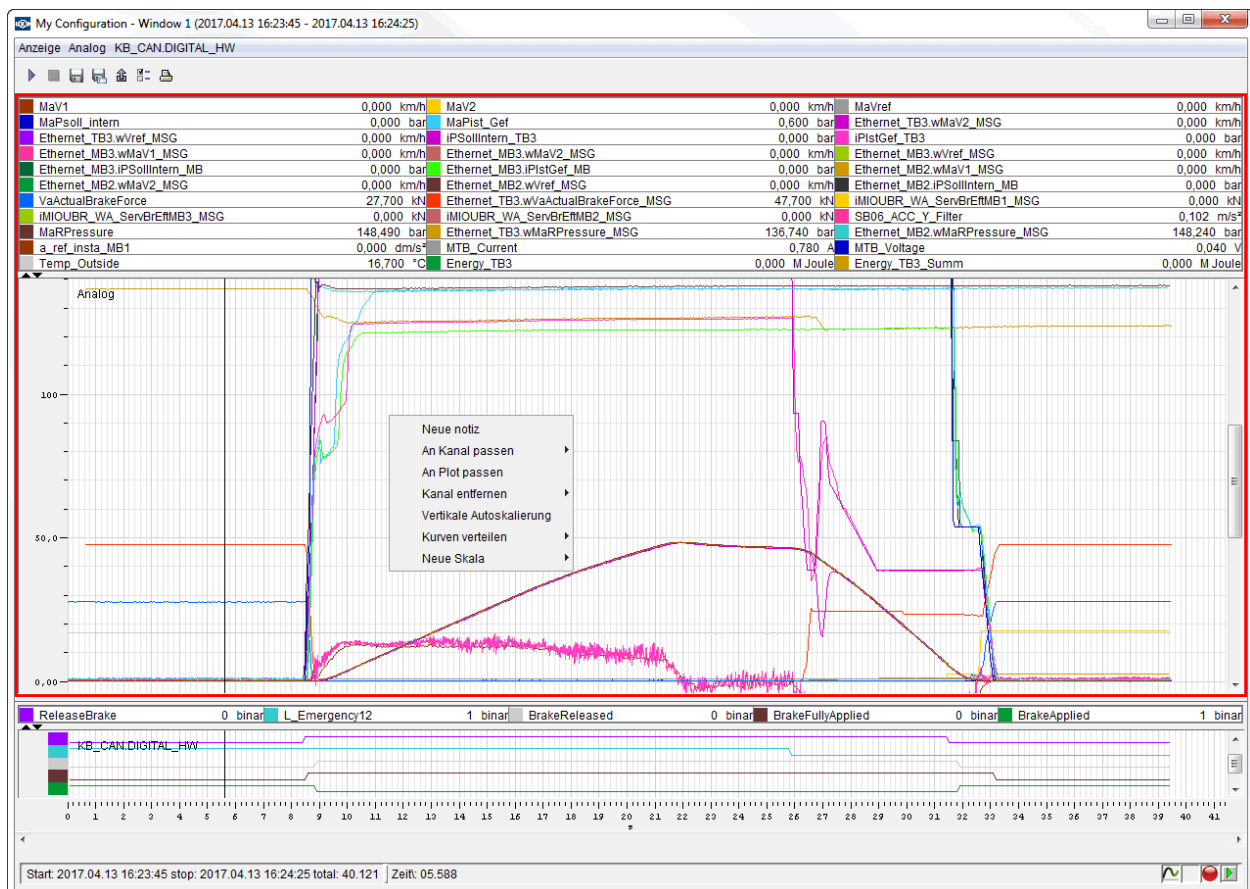 My Configuration - Window 1 (2017.04.13 16:23:45 - 2017.04.13 16:24:25)
Anzeige Analog KB_CAN.DIGITAL_HW
MaV1 0,000 km/h MaV2 0,000 km/h MaVref 0,000 km/h
MaPsoll_intern 0,000 bar MaPist_Gef 0,600 bar Ethernet_TB3.wMaV2_MSG 0,000 km/h
Ethernet_TB3.wVref_MSG 0,000 km/h iPSollIntern_TB3 0,000 bar iPIstGef_TB3 0,000 bar
Ethernet_MB3.wMaV1_MSG 0,000 km/h Ethernet_MB3.wMaV2_MSG 0,000 km/h Ethernet_MB3.wVref_MSG 0,000 km/h
Ethernet_MB3.iPSollIntern_MB 0,000 bar Ethernet_MB3.iPIstGef_MB 0,000 bar Ethernet_MB2.wMaV1_MSG 0,000 km/h
Ethernet_MB2.wMaV2_MSG 0,000 km/h Ethernet_MB2.wVref_MSG 0,000 km/h Ethernet_MB2.iPSollIntern_MB 0,000 bar
VaActualBrakeForce 27,700 kN Ethernet_TB3.wVaActualBrakeForce_MSG 47,700 kN iMIOUBR_WA_ServBrEftMB1_MSG 0,000 kN
iMIOUBR_WA_ServBrEftMB3_MSG 0,000 kN iMIOUBR_WA_ServBrEftMB2_MSG 0,000 kN SB06_ACC_Y_Filter 0,102 m/s²
MaRPressure 148,490 bar Ethernet_TB3.wMaRPressure_MSG 136,740 bar Ethernet_MB2.wMaRPressure_MSG 148,240 bar
a_ref_insta_MB1 0,000 dm/s² MTB_Current 0,780 A MTB_Voltage 0,040 V
Temp_Outside 16,700 °C Energy_TB3 0,000 M Joule Energy_TB3_Summ 0,000 M Joule
Analog
100
50,0
0,00
Neue notiz
An Kanal passen
An Plot passen
Kanal entfernen
Vertikale Autoskalierung
Kurven verteilen
Neue Skala
ReleaseBrake 0 binar L_Emergency12 1 binar BrakeReleased 0 binar BrakeFullyApplied 0 binar BrakeApplied 1 binar
KB_CAN.DIGITAL_HW
0 1 2 3 4 5 6 7 8 9 10 11 12 13 14 15 16 17 18 19 20 21 22 23 24 25 26 27 28 29 30 31 32 33 34 35 36 37 38 39 40 41
s
Start: 2017.04.13 16:23:45 stop: 2017.04.13 16:24:25 total: 40.121 Zeit\: 05.588